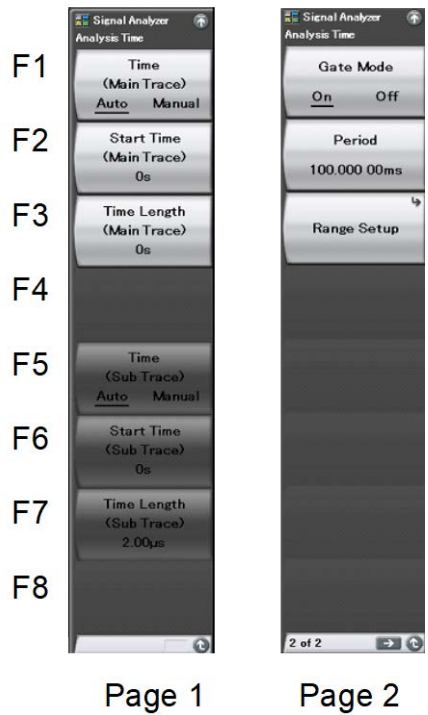 Signal Analyzer
Analysis Time
F1
Time
(Main Trace)
Auto Manual
F2
Start Time
(Main Trace)
0s
F3
Time Length
(Main Trace)
0s
F4
F5
Time
(Sub Trace)
Auto Manual
F6
Start Time
(Sub Trace)
0s
F7
Time Length
(Sub Trace)
2.00µs
F8
Page 1
Signal Analyzer
Analysis Time
Gate Mode
On Off
Period
100.000 00ms
Range Setup
2 of 2
Page 2